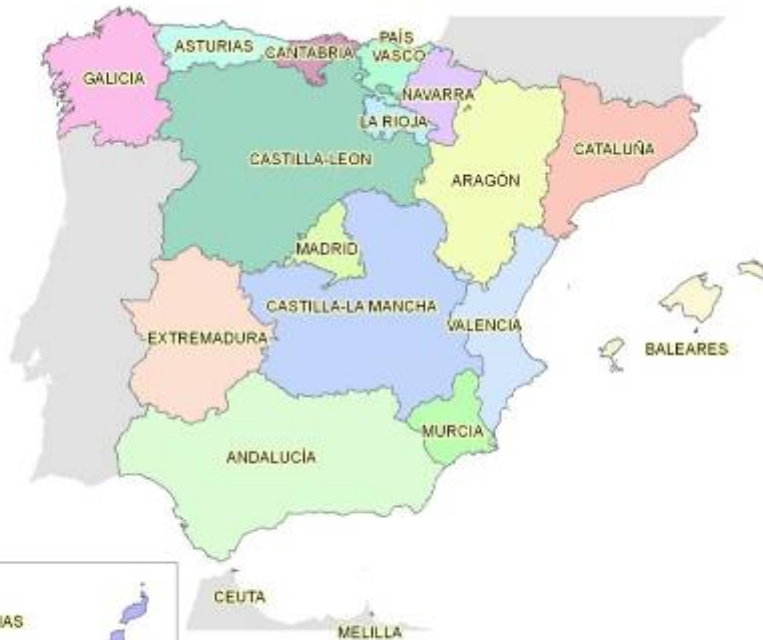 PAÍS
VASCO
ASTURIAS
CANTABRIA
GALICIA
NAVARRA
LA RIOJA
CATALUÑA
CASTILLA-LEON
ARAGÓN
MADRID
CASTILLA-LA MANCHA
VALENCIA
EXTREMADURA
BALEARES
MURCIA
ANDALUCÍA
CEUTA
MELILLA